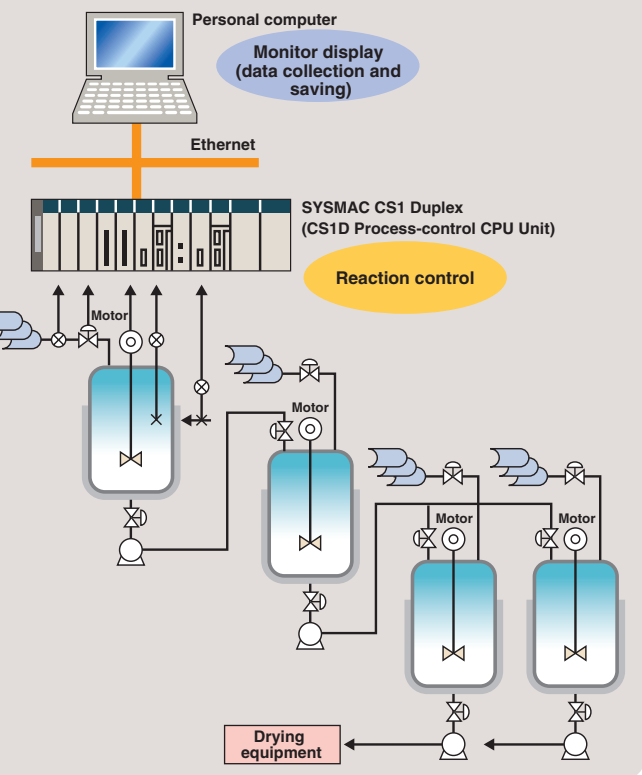 Personal computer
Monitor display
(data collection and
saving)
Ethernet
SYSMAC CS1 Duplex
(CS1D Process-control CPU Unit)
Reaction control
Motor
Motor
Motor
Motor
Drying
equipment